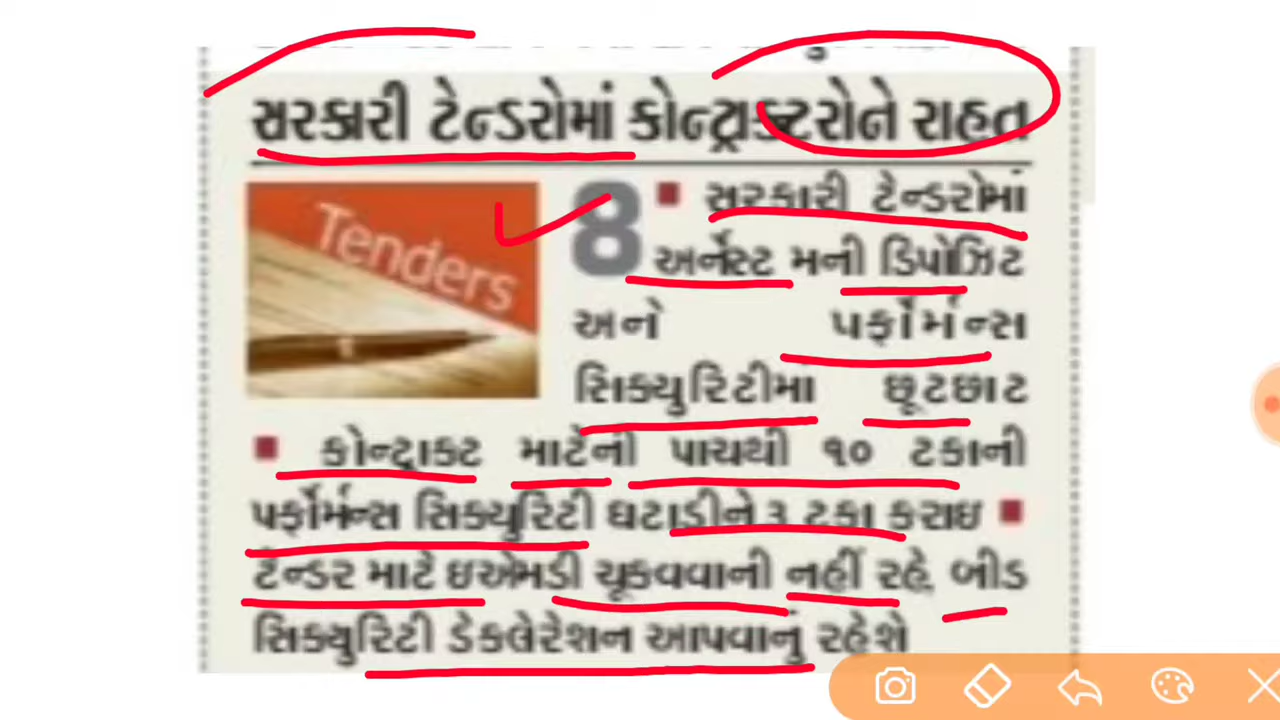 સરકારી ટેન્ડરોમાં કોન્ટ્રાક્ટરોને રાહત
Tenders
8 ■ સરકારી ટેન્ડરોમાં
અર્નેસ્ટ મની ડિપોઝિટ
અને પર્ફોર્મન્સ
સિક્યુરિટીમાં છૂટછાટ
■ કોન્ટ્રાકટ માટેની પાચથી ૧૦ ટકાની
પર્ફોર્મન્સ સિક્યુરિટી ઘટાડીને ૩ ટકા કરાઇ ■
ટેન્ડર માટે ઇએમડી ચૂકવવાની નહીં રહે, બીડ
સિક્યુરિટી ડેકલેરેશન આપવાનું રહેશે